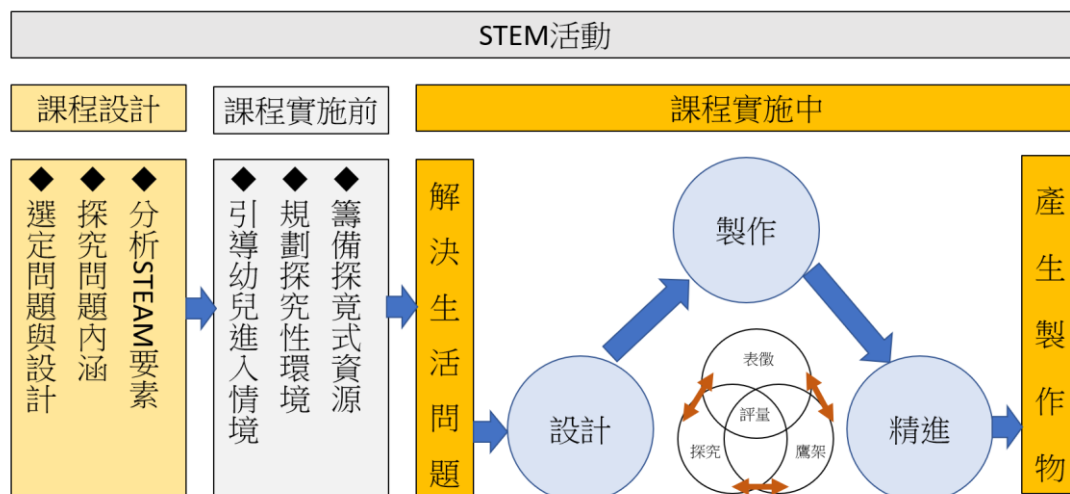 STEM活動
課程設計
課程實施前
課程實施中
◆選定問題與設計
◆探究問題內涵
◆分析STEAM要素
◆引導幼兒進入情境
◆規劃探究性環境
◆籌備探竟式資源
解決生活問題
設計
製作
精進
表徵
評量
探究
鷹架
產生製作物